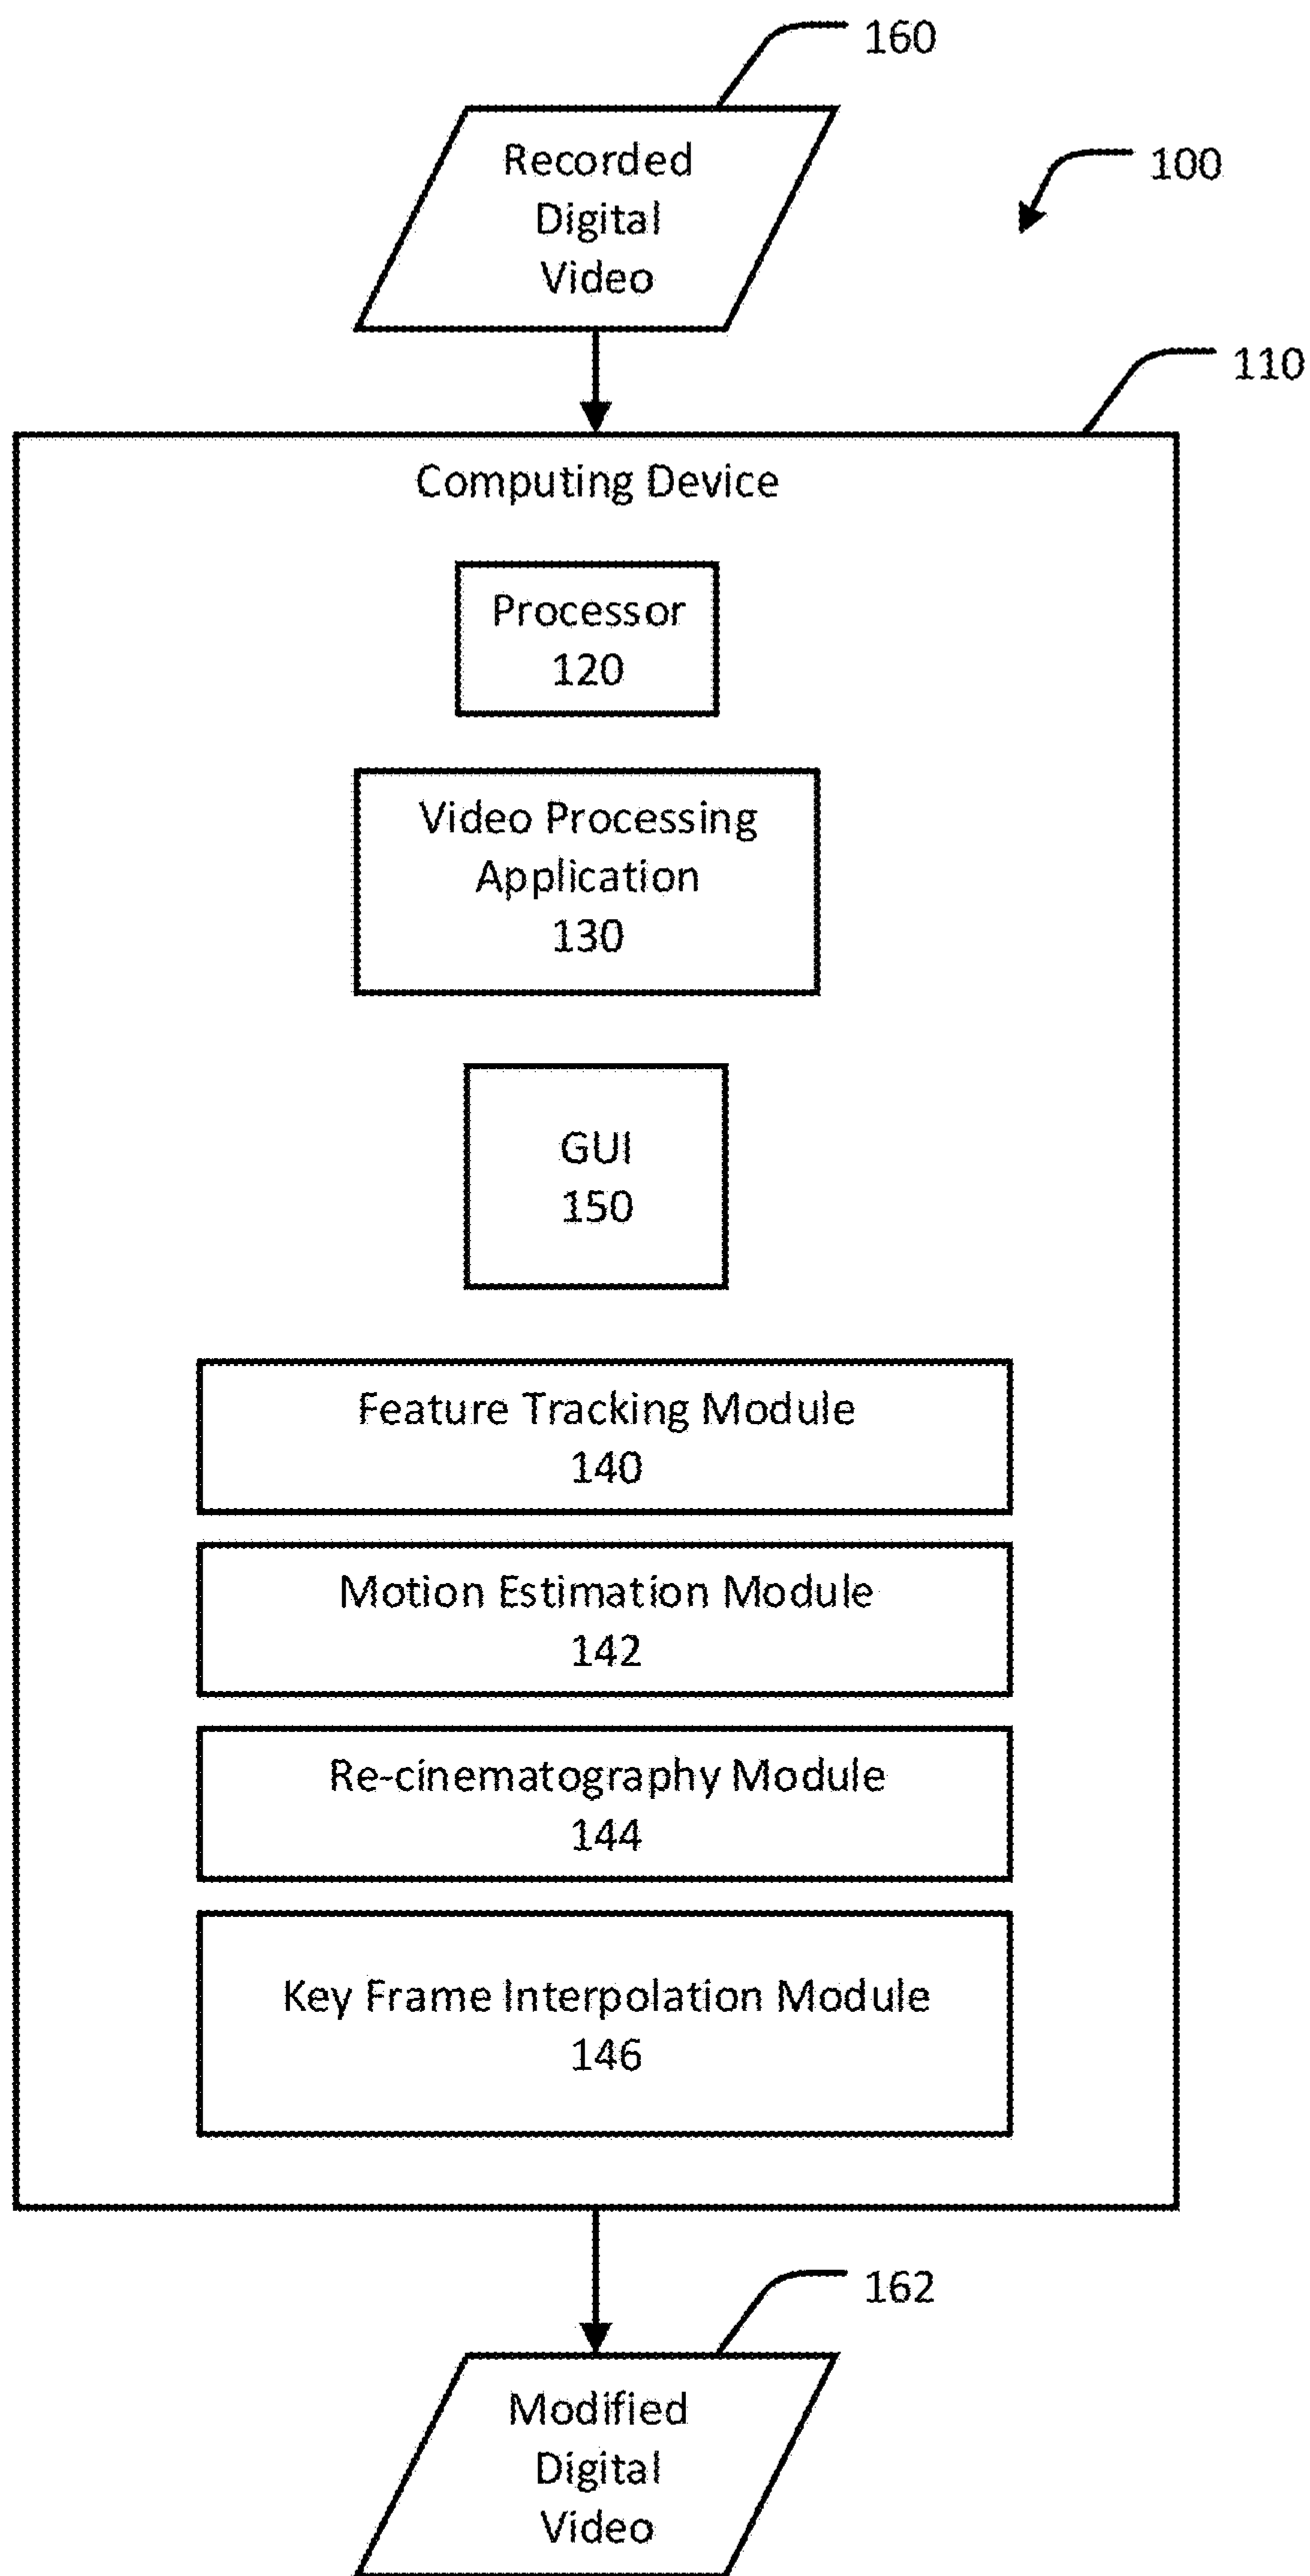 160
Recorded
Digital
Video
100
110
Computing Device
Processor
120
Video Processing
Application
130
GUI
150
Feature Tracking Module
140
Motion Estimation Module
142
Re-cinematography Module
144
Key Frame Interpolation Module
146
162
Modified
Digital
Video